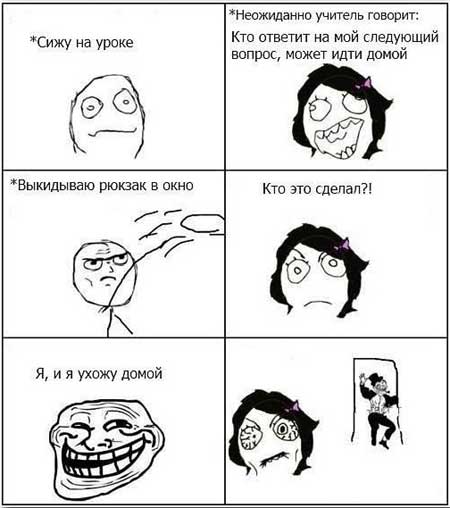 *Сижу на уроке
*Неожиданно учитель говорит:
Кто ответит на мой следующий
вопрос, может идти домой
*Выкидываю рюкзак в окно
Кто это сделал?!
Я, и я ухожу домой